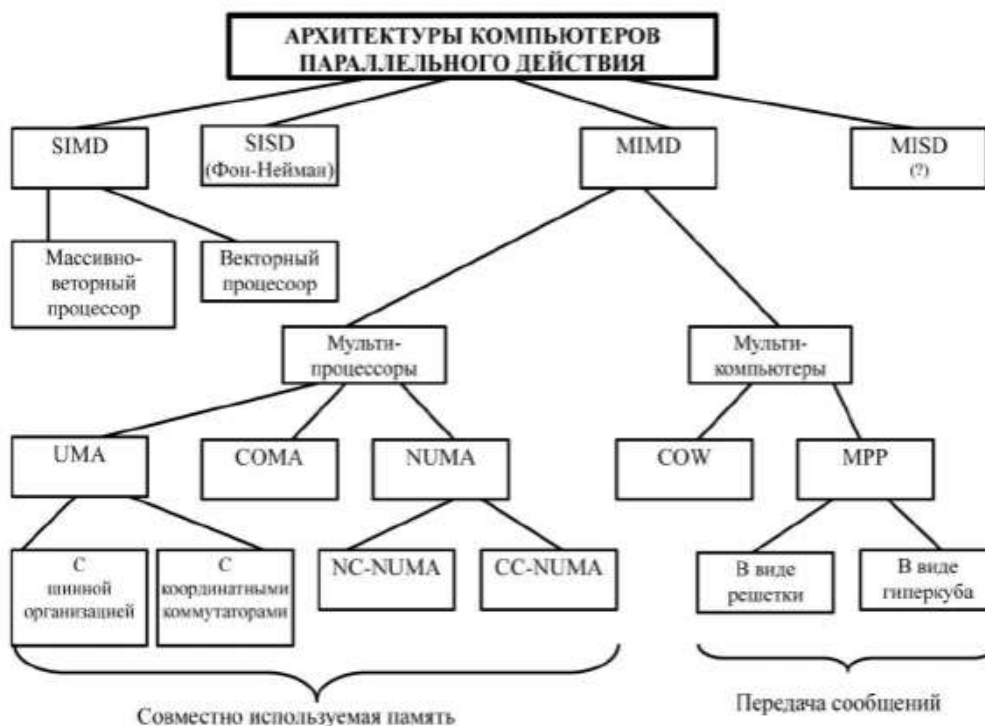 АРХИТЕКТУРЫ КОМПЬЮТЕРОВ
ПАРАЛЛЕЛЬНОГО ДЕЙСТВИЯ
SIMD
SISD
(Фон-Нейман)
MIMD
MISD
(?)
Массивно-
веторный
процессор
Векторный
процесоор
Мульти-
процессоры
Мульти-
компьютеры
UMA
COMA
NUMA
COW
MPP
С
шинной
организацией
С
координатными
коммутаторами
NC-NUMA
CC-NUMA
В виде
решетки
В виде
гиперкуба
Совместно используемая память
Передача сообщений